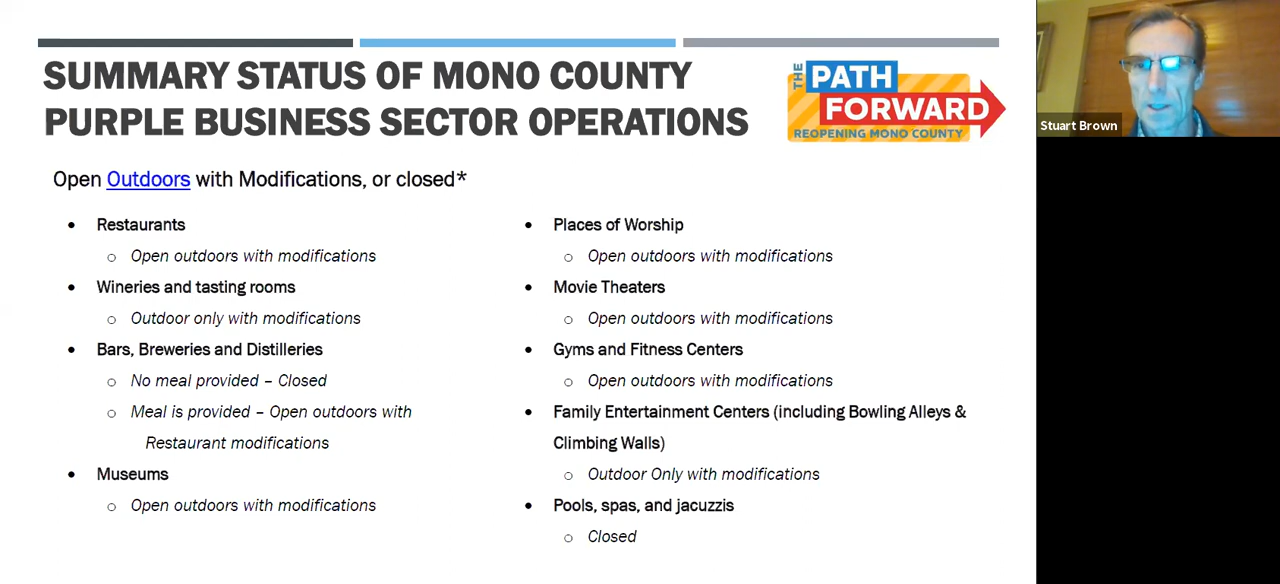 SUMMARY STATUS OF MONO COUNTY
PURPLE BUSINESS SECTOR OPERATIONS
THE
PATH
FORWARD
REOPENING MONO COUNTY
Stuart Brown
Open Outdoors with Modifications, or closed*
• Restaurants
o Open outdoors with modifications
• Wineries and tasting rooms
o Outdoor only with modifications
• Bars, Breweries and Distilleries
o No meal provided – Closed
o Meal is provided – Open outdoors with
Restaurant modifications
• Museums
o Open outdoors with modifications
• Places of Worship
o Open outdoors with modifications
• Movie Theaters
o Open outdoors with modifications
• Gyms and Fitness Centers
o Open outdoors with modifications
• Family Entertainment Centers (including Bowling Alleys &
Climbing Walls)
o Outdoor Only with modifications
• Pools, spas, and jacuzzis
o Closed